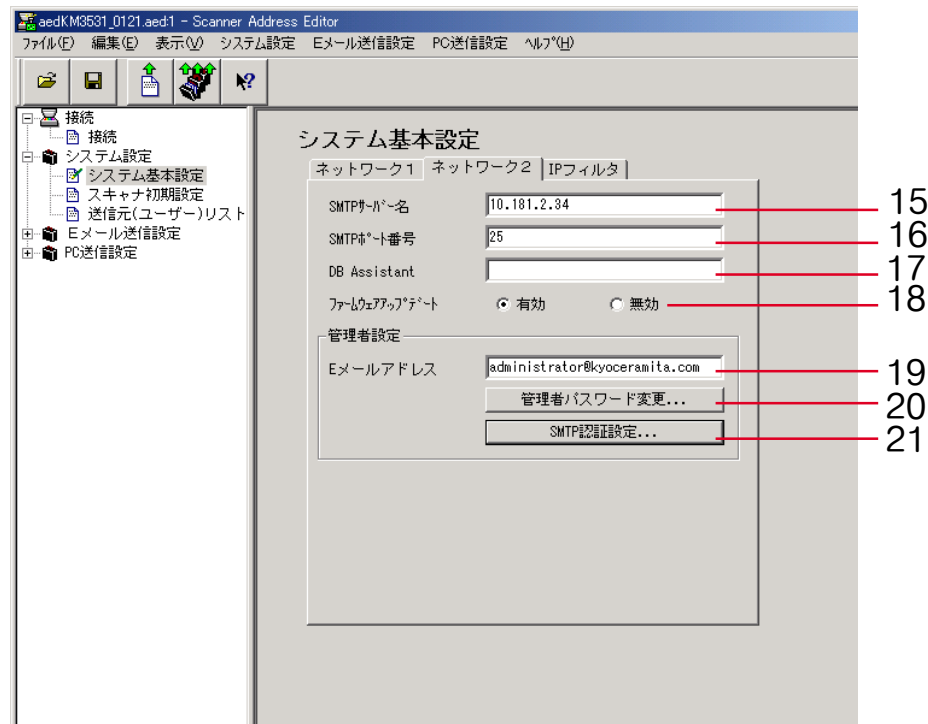 aedKM3531_0121.aed:1 - Scanner Address Editor
ファイル(F) 編集(E) 表示(V) システム設定 Eメール送信設定 PC送信設定 ヘルプ(H)
接続
接続
システム設定
システム基本設定
スキャナ初期設定
送信元(ユーザー)リスト
Eメール送信設定
PC送信設定
システム基本設定
ネットワーク1 ネットワーク2 IPフィルタ
SMTPサーバー名 10.181.2.34 15
SMTPポート番号 25 16
DB Assistant 17
ファームウェアアップデート 有効 無効 18
管理者設定
Eメールアドレス administrator@kyoceramita.com 19
管理者パスワード変更... 20
SMTP認証設定... 21